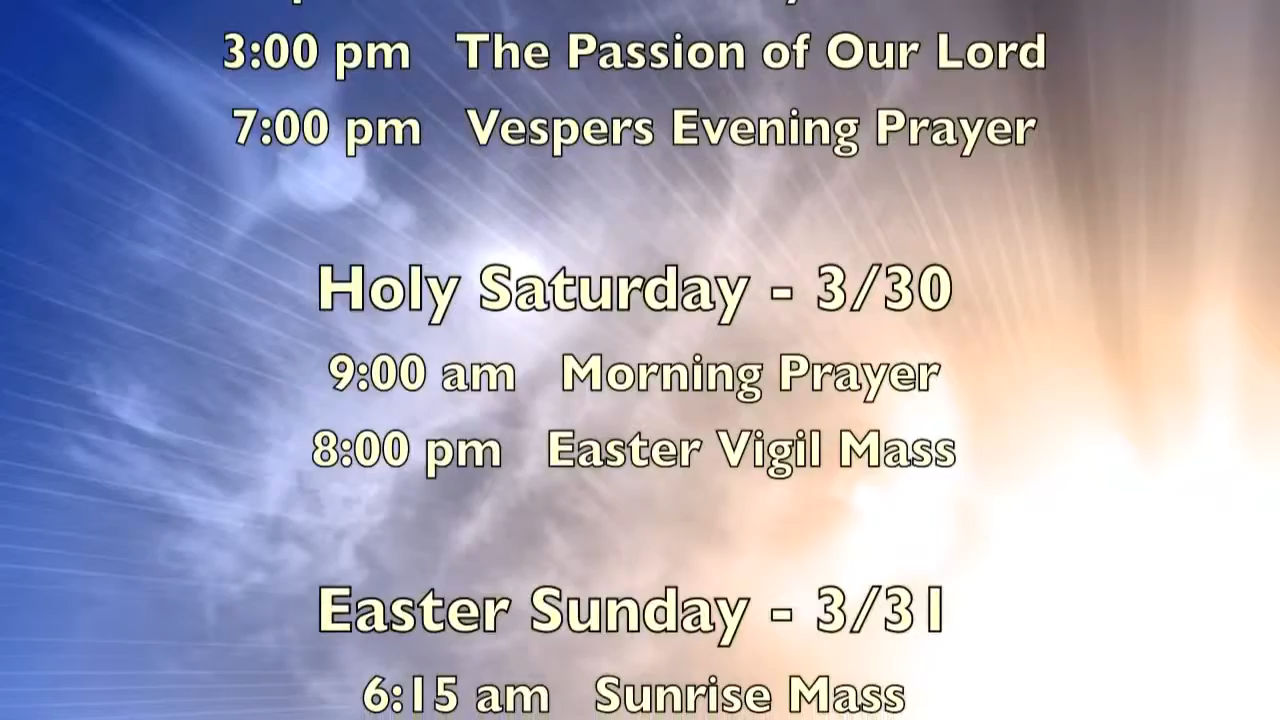 3:00 pm The Passion of Our Lord
7:00 pm Vespers Evening Prayer
Holy Saturday - 3/30
9:00 am Morning Prayer
8:00 pm Easter Vigil Mass
Easter Sunday - 3/31
6:15 am Sunrise Mass